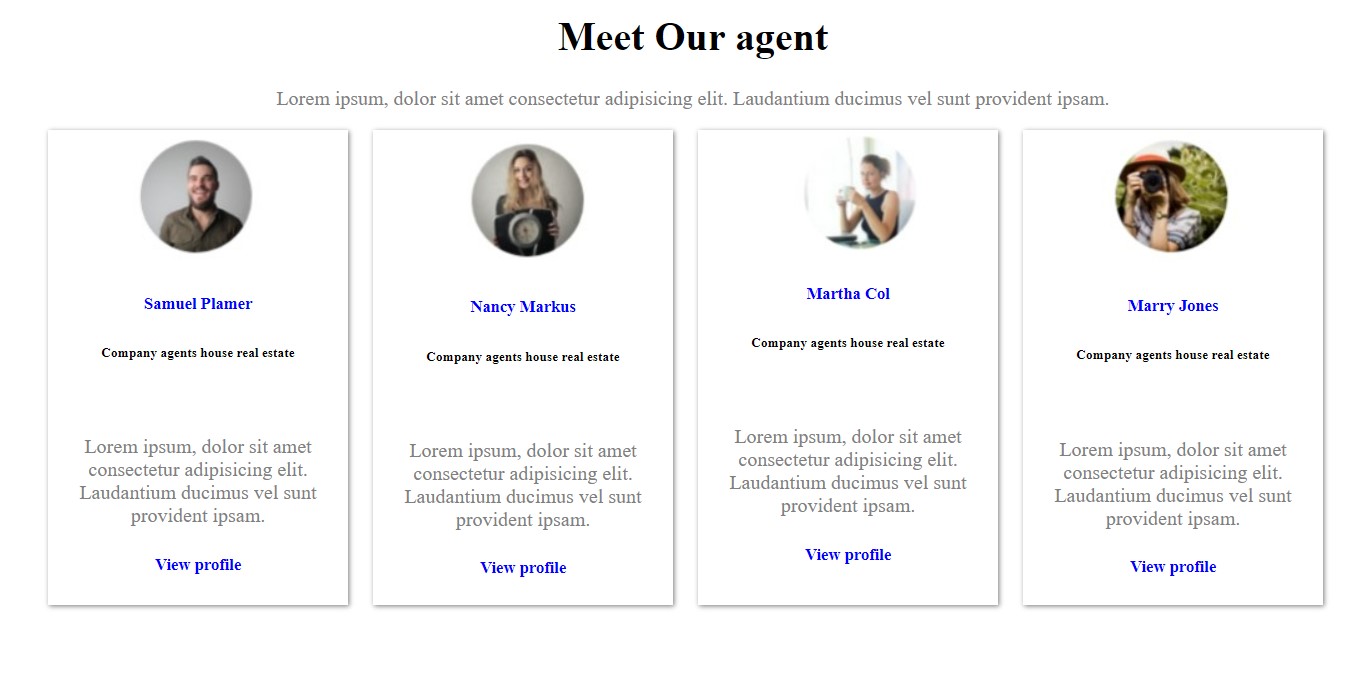 Meet Our agent
Lorem ipsum, dolor sit amet consectetur adipisicing elit. Laudantium ducimus vel sunt provident ipsam.
Samuel Plamer
Company agents house real estate
Lorem ipsum, dolor sit amet
consectetur adipisicing elit.
Laudantium ducimus vel sunt
provident ipsam.
View profile
Nancy Markus
Company agents house real estate
Lorem ipsum, dolor sit amet
consectetur adipisicing elit.
Laudantium ducimus vel sunt
provident ipsam.
View profile
Martha Col
Company agents house real estate
Lorem ipsum, dolor sit amet
consectetur adipisicing elit.
Laudantium ducimus vel sunt
provident ipsam.
View profile
Marry Jones
Company agents house real estate
Lorem ipsum, dolor sit amet
consectetur adipisicing elit.
Laudantium ducimus vel sunt
provident ipsam.
View profile